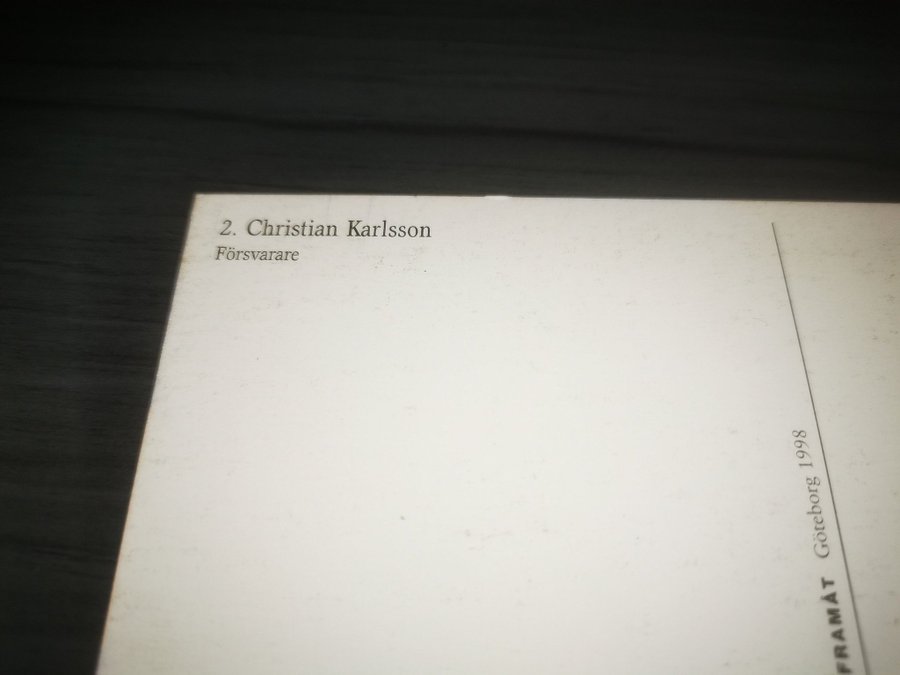 2. Christian Karlsson
Försvarare
FRAMÅT Göteborg 1998